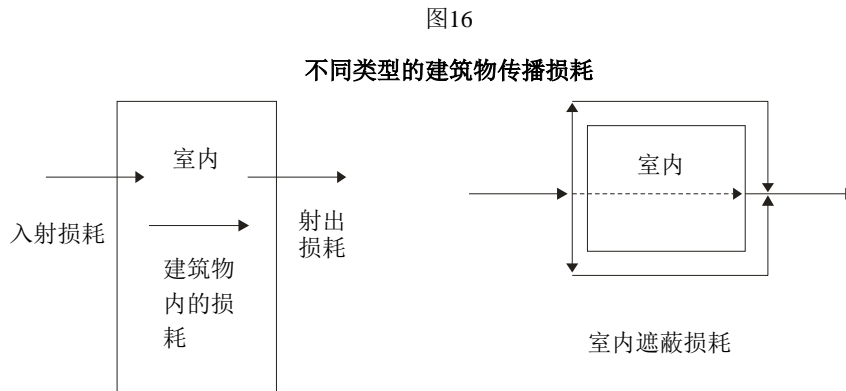 图16
不同类型的建筑物传播损耗
室内
入射损耗
射出
损耗
建筑物
内的损
耗
室内
室内遮蔽损耗